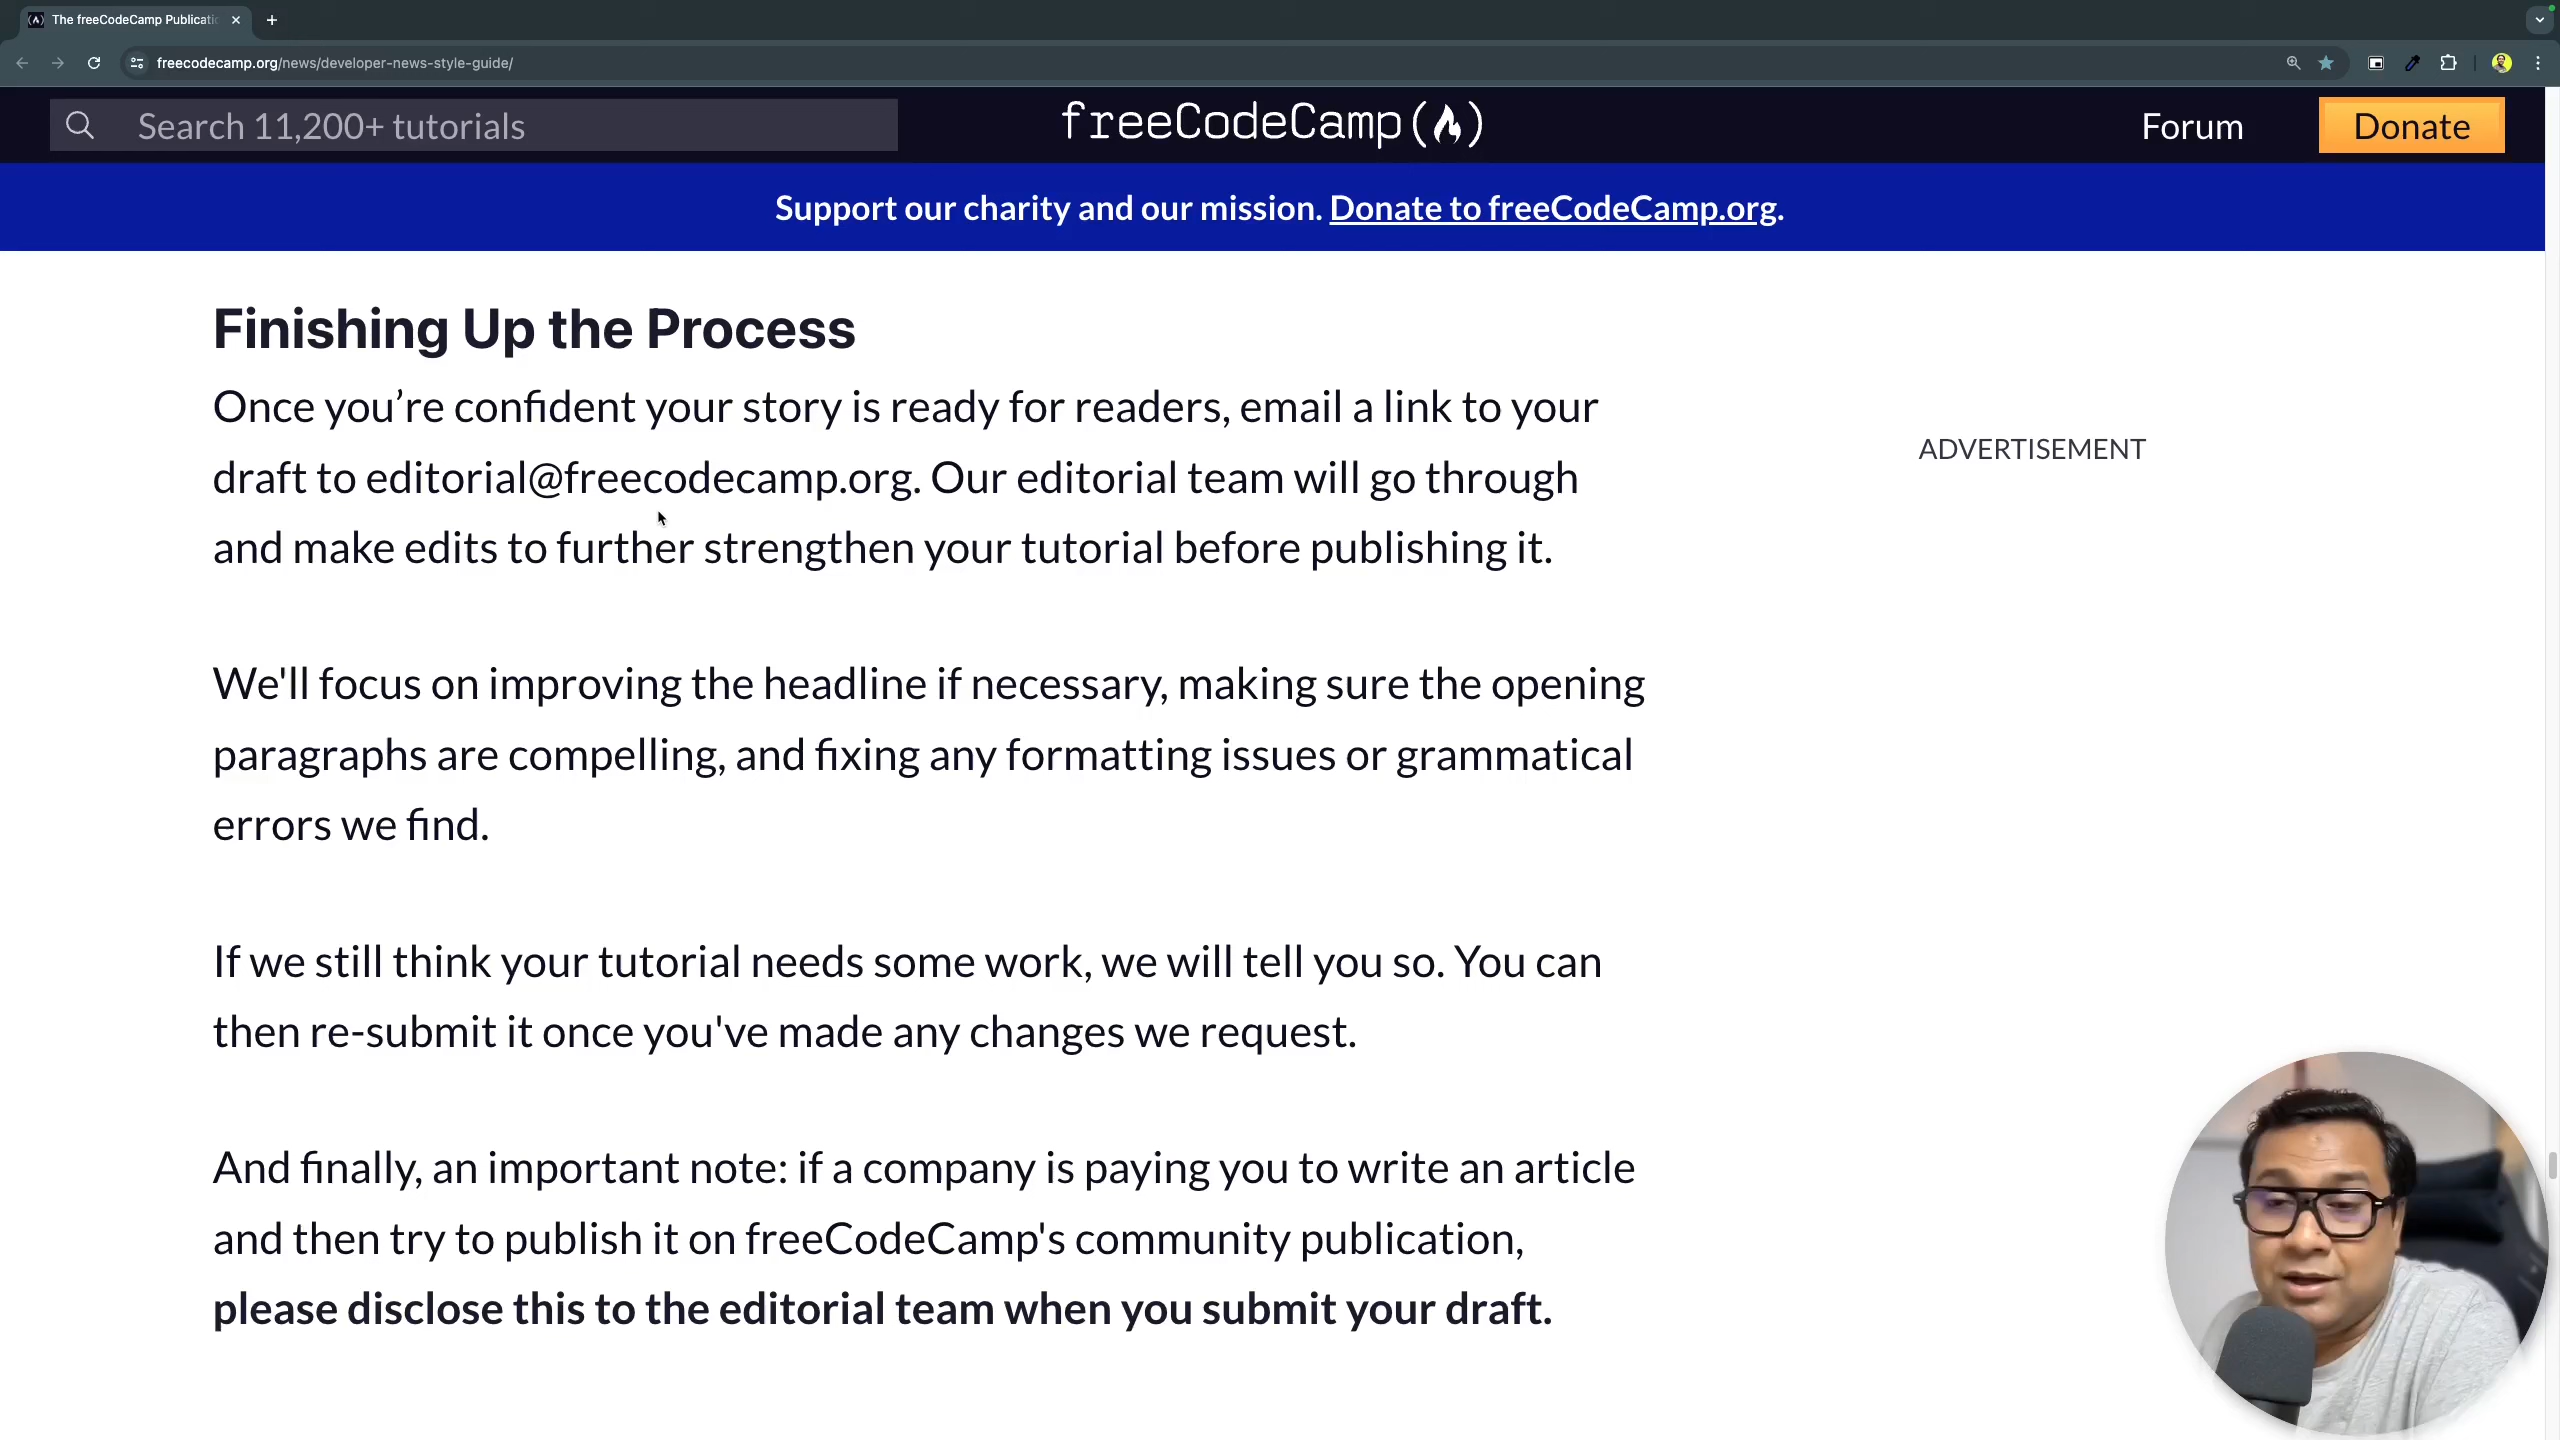 The freeCodeCamp Publicati
freecodecamp.org/news/developer-news-style-guide/
Search 11,200+ tutorials
freeCodeCamp
Forum
Donate
Support our charity and our mission. Donate to freeCodeCamp.org.
Finishing Up the Process
Once you’re confident your story is ready for readers, email a link to your
draft to editorial@freecodecamp.org. Our editorial team will go through
and make edits to further strengthen your tutorial before publishing it.
ADVERTISEMENT
We'll focus on improving the headline if necessary, making sure the opening
paragraphs are compelling, and fixing any formatting issues or grammatical
errors we find.
If we still think your tutorial needs some work, we will tell you so. You can
then re-submit it once you've made any changes we request.
And finally, an important note: if a company is paying you to write an article
and then try to publish it on freeCodeCamp's community publication,
please disclose this to the editorial team when you submit your draft.